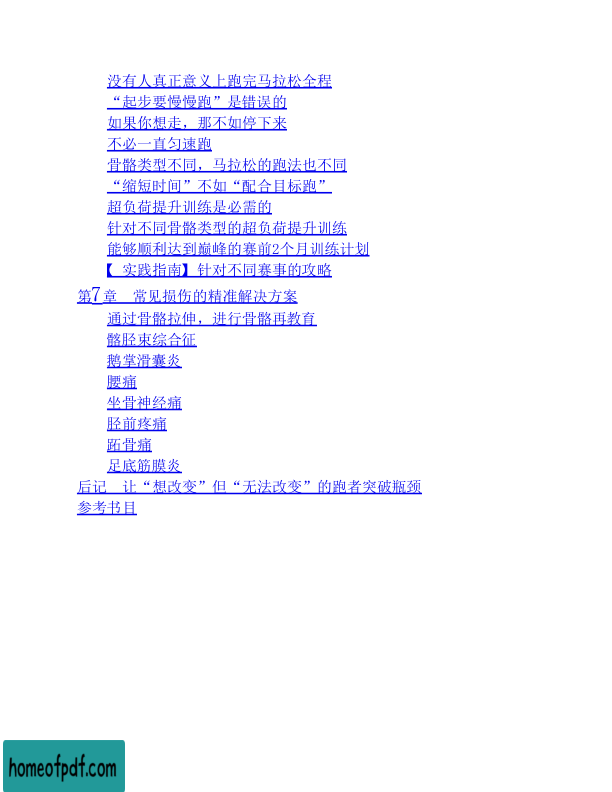 没有人真正意义上跑完马拉松全程
“起步要慢慢跑”是错误的
如果你想走，那不如停下来
不必一直匀速跑
骨骼类型不同，马拉松的跑法也不同
“缩短时间”不如“配合目标跑”
超负荷提升训练是必需的
针对不同骨骼类型的超负荷提升训练
能够顺利达到巅峰的赛前2个月训练计划
【 实践指南】针对不同赛事的攻略
第7章　常见损伤的精准解决方案
通过骨骼拉伸，进行骨骼再教育
髂胫束综合征
鹅掌滑囊炎
腰痛
坐骨神经痛
胫前疼痛
跖骨痛
足底筋膜炎
后记　让“想改变”但“无法改变”的跑者突破瓶颈
参考书目
homeofpdf.com